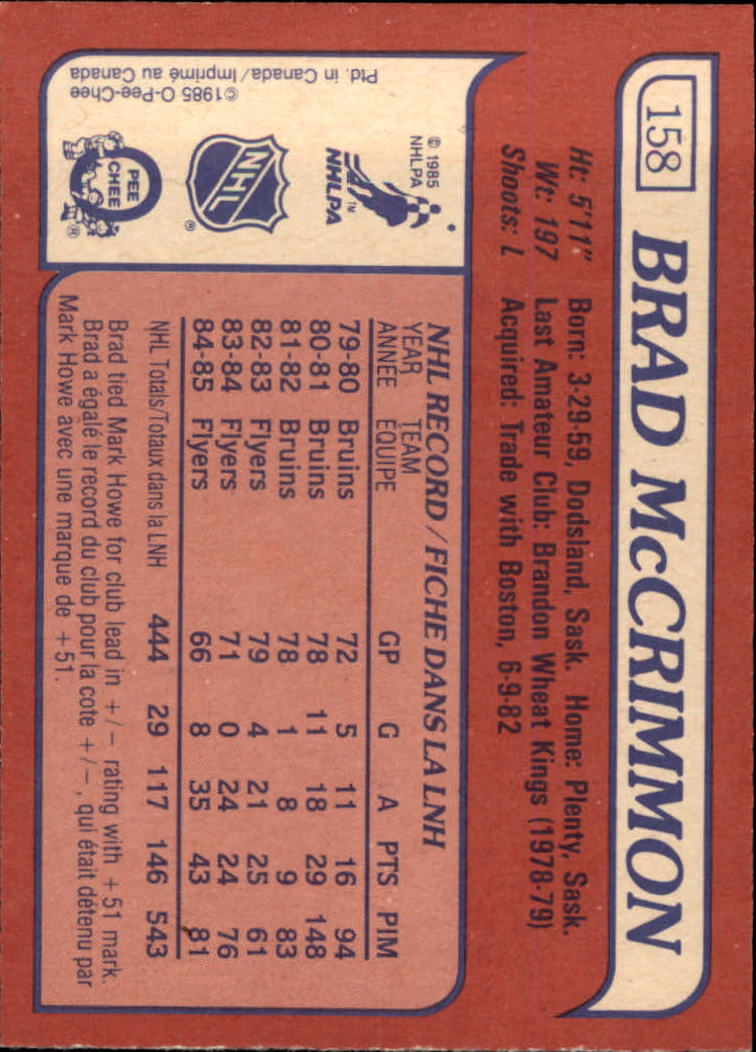 158 BRAD McCRIMMON
Ht: 5'11" Born: 3-29-59, Dodsland, Sask. Home: Plenty, Sask.
Wt: 197 Last Amateur Club: Brandon Wheat Kings (1978-79)
Shoots: L Acquired: Trade with Boston, 6-9-82
© 1985
NHLPA
NHLPA™
NHL®
O
PEE
CHEE
®
©1985 O-Pee-Chee
Ptd. in Canada/Imprimé au Canada
NHL RECORD / FICHE DANS LA LNH
YEAR TEAM
ANNEE EQUIPE GP G A PTS PIM
79-80 Bruins 72 5 11 16 94
80-81 Bruins 78 11 18 29 148
81-82 Bruins 78 1 8 9 83
82-83 Flyers 79 4 21 25 61
83-84 Flyers 71 0 24 24 76
84-85 Flyers 66 8 35 43 81
NHL Totals/Totaux dans la LNH 444 29 117 146 543
Brad tied Mark Howe for club lead in +/- rating with +51 mark.
Brad a égalé le record du club pour la cote +/-, qui était détenu par
Mark Howe avec une marque de +51.